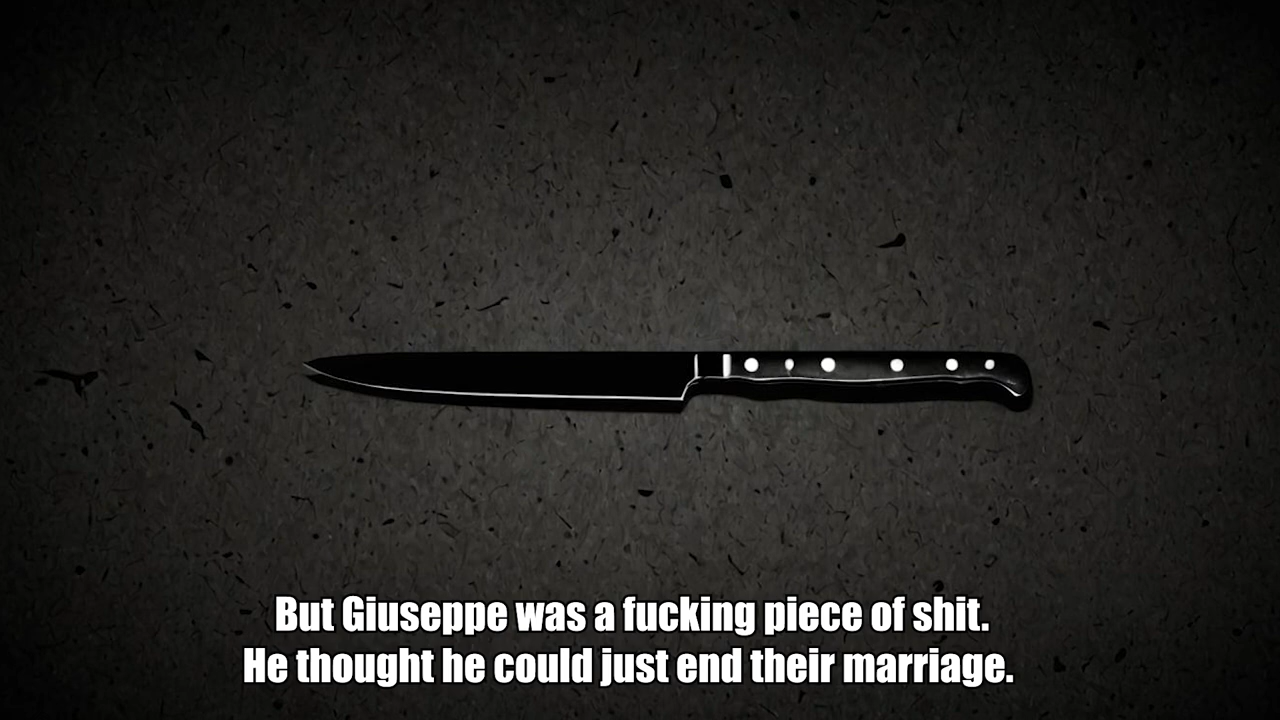 But Giuseppe was a fucking piece of shit.
He thought he could just end their marriage.